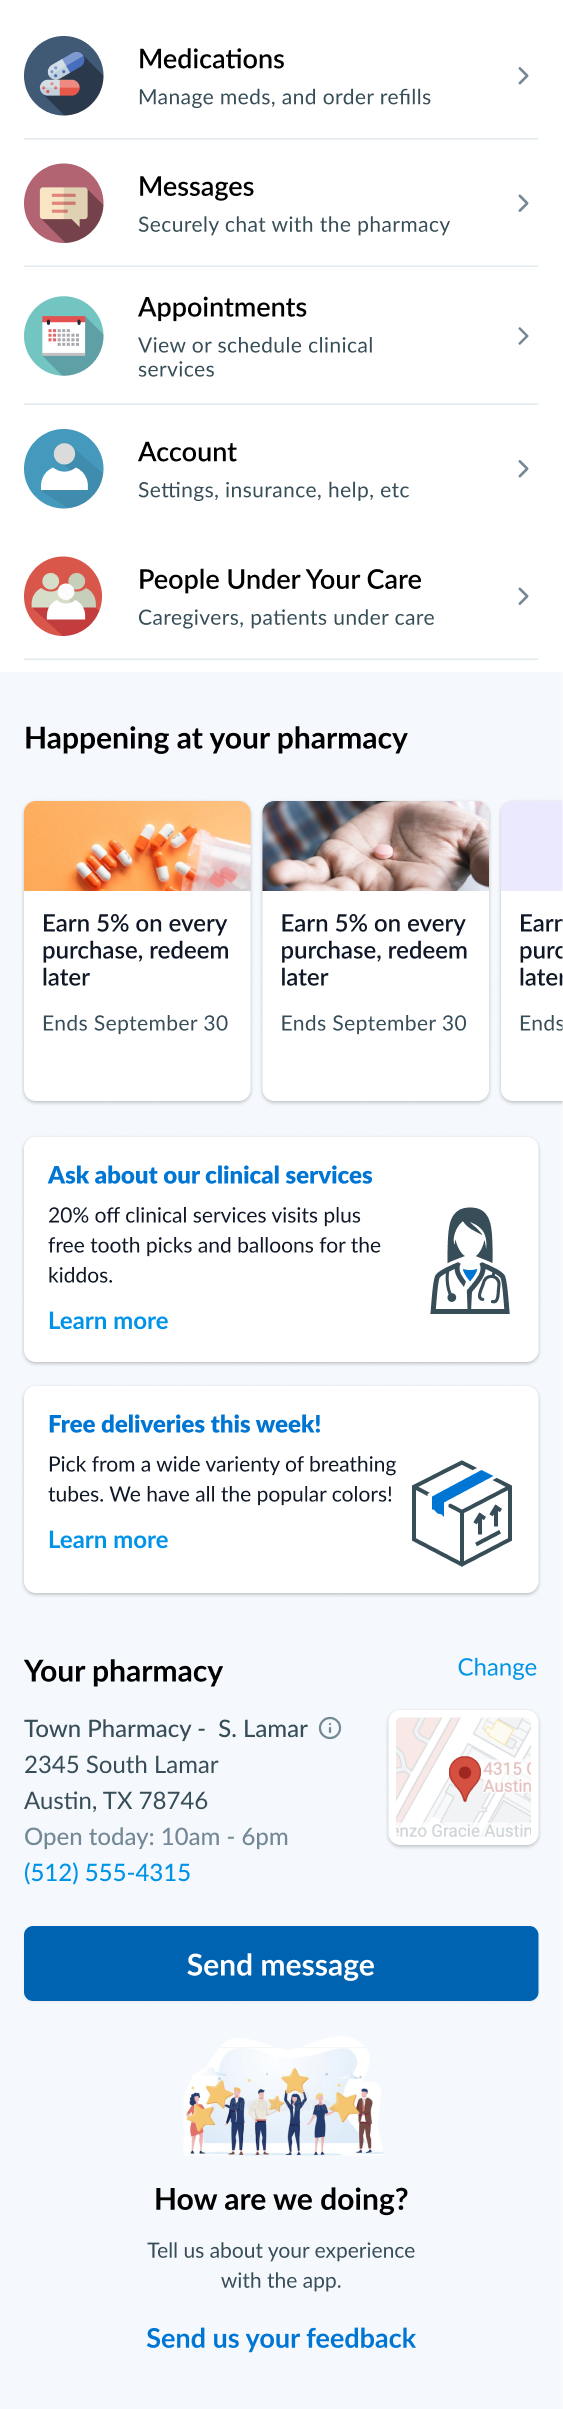 Medications
Manage meds, and order refills
Messages
Securely chat with the pharmacy
Appointments
View or schedule clinical
services
Account
Settings, insurance, help, etc
People Under Your Care
Caregivers, patients under care
Happening at your pharmacy
Earn 5% on every
purchase, redeem
later
Ends September 30
Earn 5% on every
purchase, redeem
later
Ends September 30
Ends
Ask about our clinical services
20% off clinical services visits plus
free tooth picks and balloons for the
kiddos.
Learn more
Free deliveries this week!
Pick from a wide varienty of breathing
tubes. We have all the popular colors!
Learn more
Your pharmacy
Change
Town Pharmacy - S. Lamar
2345 South Lamar
Austin, TX 78746
Open today: 10am - 6pm
(512) 555-4315
4315
Austin
Gracie Austin
Send message
How are we doing?
Tell us about your experience
with the app.
Send us your feedback